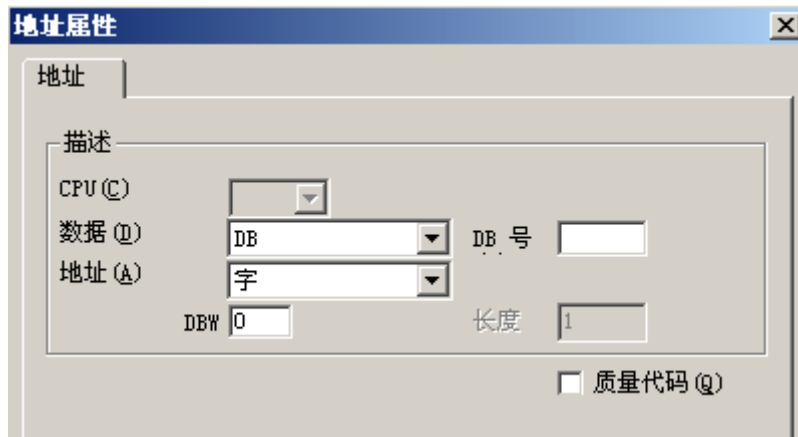 地址属性
地址
描述
CPU(C)
数据(D) DB DB 号
地址(A) 字
DBW 0 长度 1
质量代码(Q)